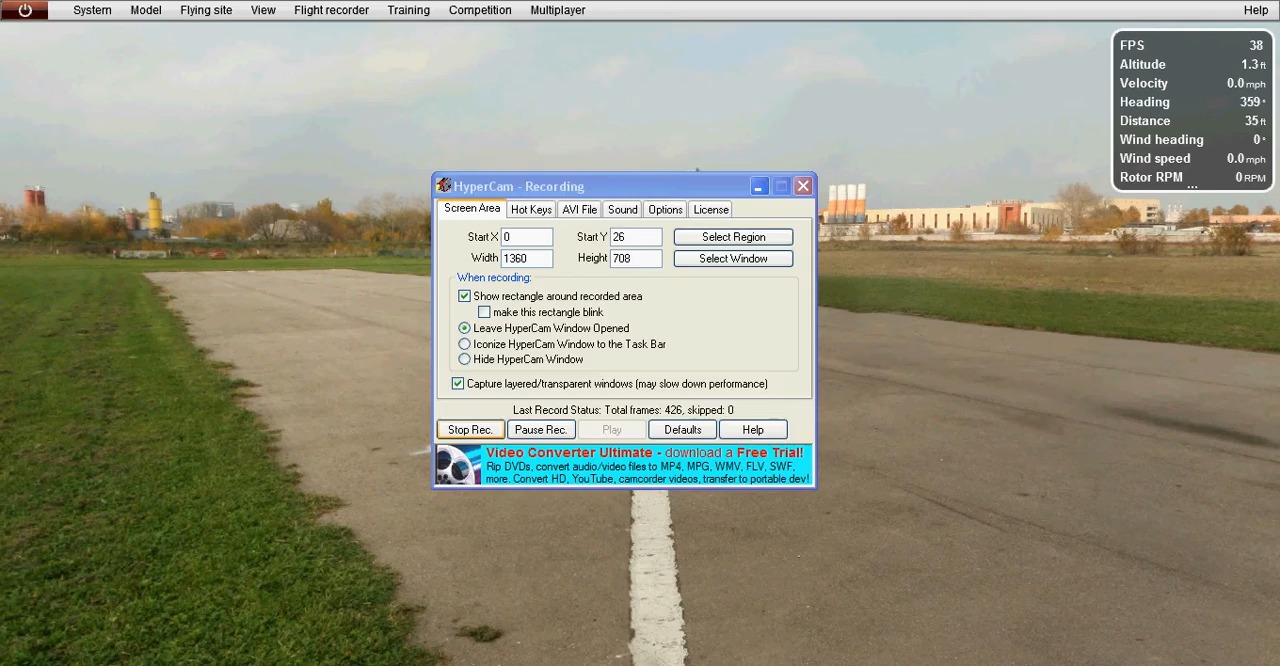 System Model Flying site View Flight recorder Training Competition Multiplayer Help
FPS 38
Altitude 1.3 ft
Velocity 0.0 mph
Heading 359 °
Distance 35 ft
Wind heading 0 °
Wind speed 0.0 mph
Rotor RPM 0 RPM
...
HyperCam - Recording
Screen Area Hot Keys AVI File Sound Options License
Start X 0 Start Y 26 Select Region
Width 1360 Height 708 Select Window
When recording:
Show rectangle around recorded area
make this rectangle blink
Leave HyperCam Window Opened
Iconize HyperCam Window to the Task Bar
Hide HyperCam Window
Capture layered/transparent windows (may slow down performance)
Last Record Status: Total frames: 426, skipped: 0
Stop Rec. Pause Rec. Play Defaults Help
Video Converter Ultimate - download a Free Trial!
Rip DVDs, convert audio/video files to MP4, MPG, WMV, FLV, SWF,
more. Convert HD, YouTube, camcorder videos, transfer to portable dev!